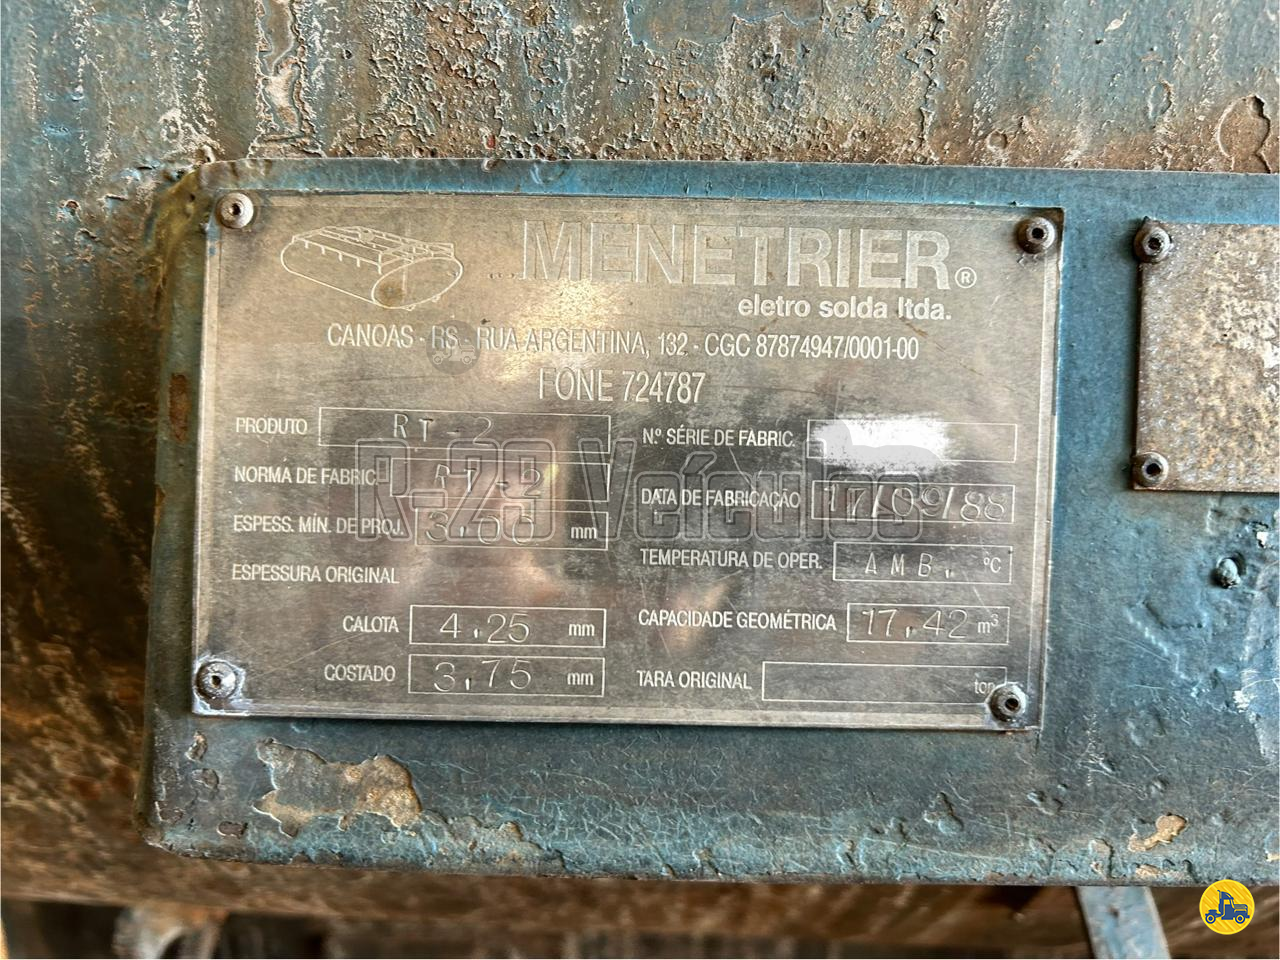 ...MENETRIER®
eletro solda ltda.
CANOAS - RS - RUA ARGENTINA, 132 - CGC 87874947/0001-00
FONE 724787
PRODUTO RT-2
NORMA DE FABRIC. RT-2
ESPESS. MÍN. DE PROJ. 3,00 mm
ESPESSURA ORIGINAL
CALOTA 4,25 mm
COSTADO 3,75 mm
N.º SÉRIE DE FABRIC.
DATA DE FABRICAÇÃO 17/09/88
TEMPERATURA DE OPER. AMB. ºC
CAPACIDADE GEOMÉTRICA 17,42 m³
TARA ORIGINAL ton
R-29 Veículos